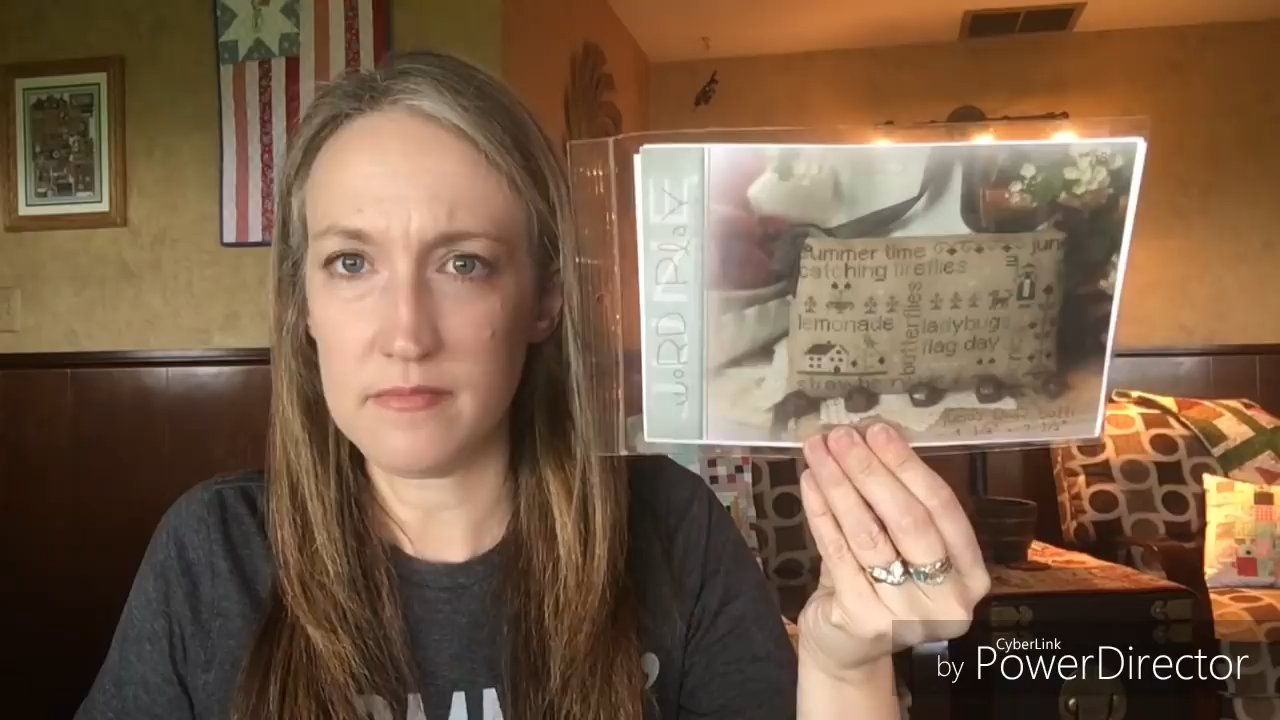 WoRD PlaY
summer time
june
catching fireflies
butterflies
lemonade
ladybugs
flag day
CyberLink
by PowerDirector